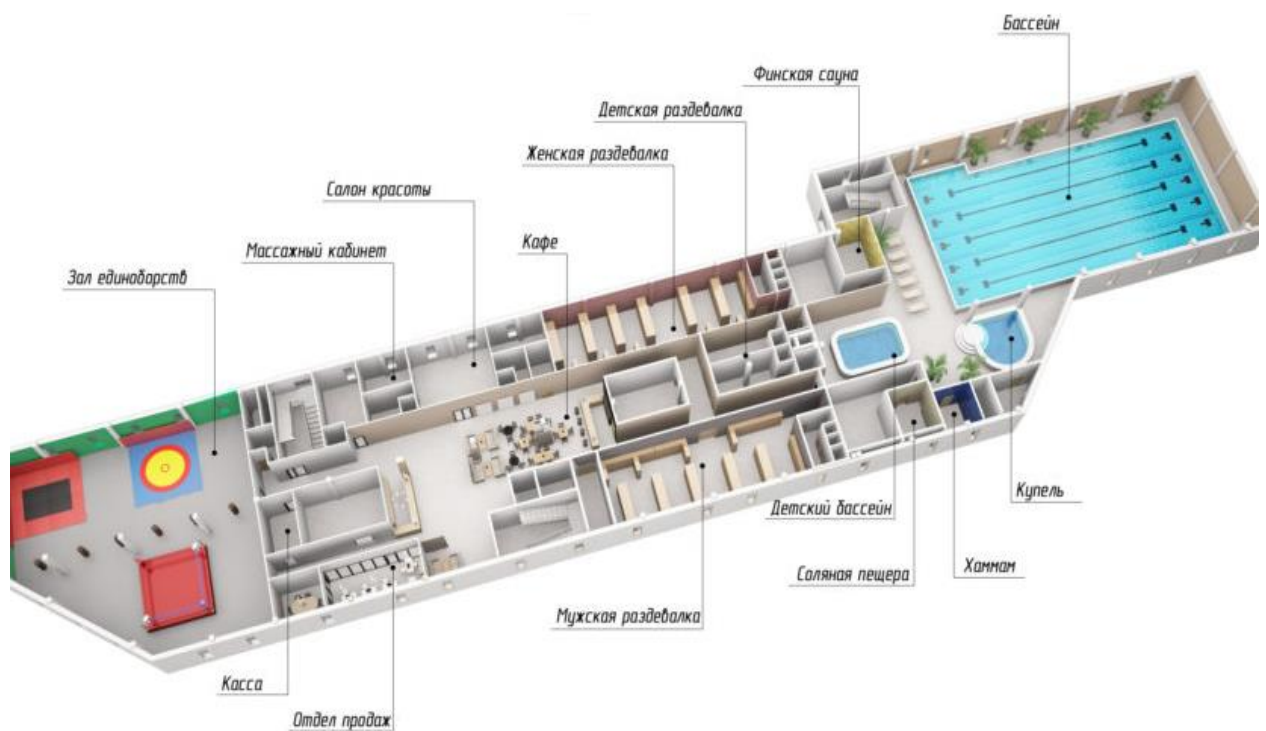 Бассейн
Финская сауна
Детская раздевалка
Женская раздевалка
Салон красоты
Кафе
Массажный кабинет
Зал единоборств
Купель
Детский бассейн
Хаммам
Соляная пещера
Мужская раздевалка
Касса
Отдел продаж